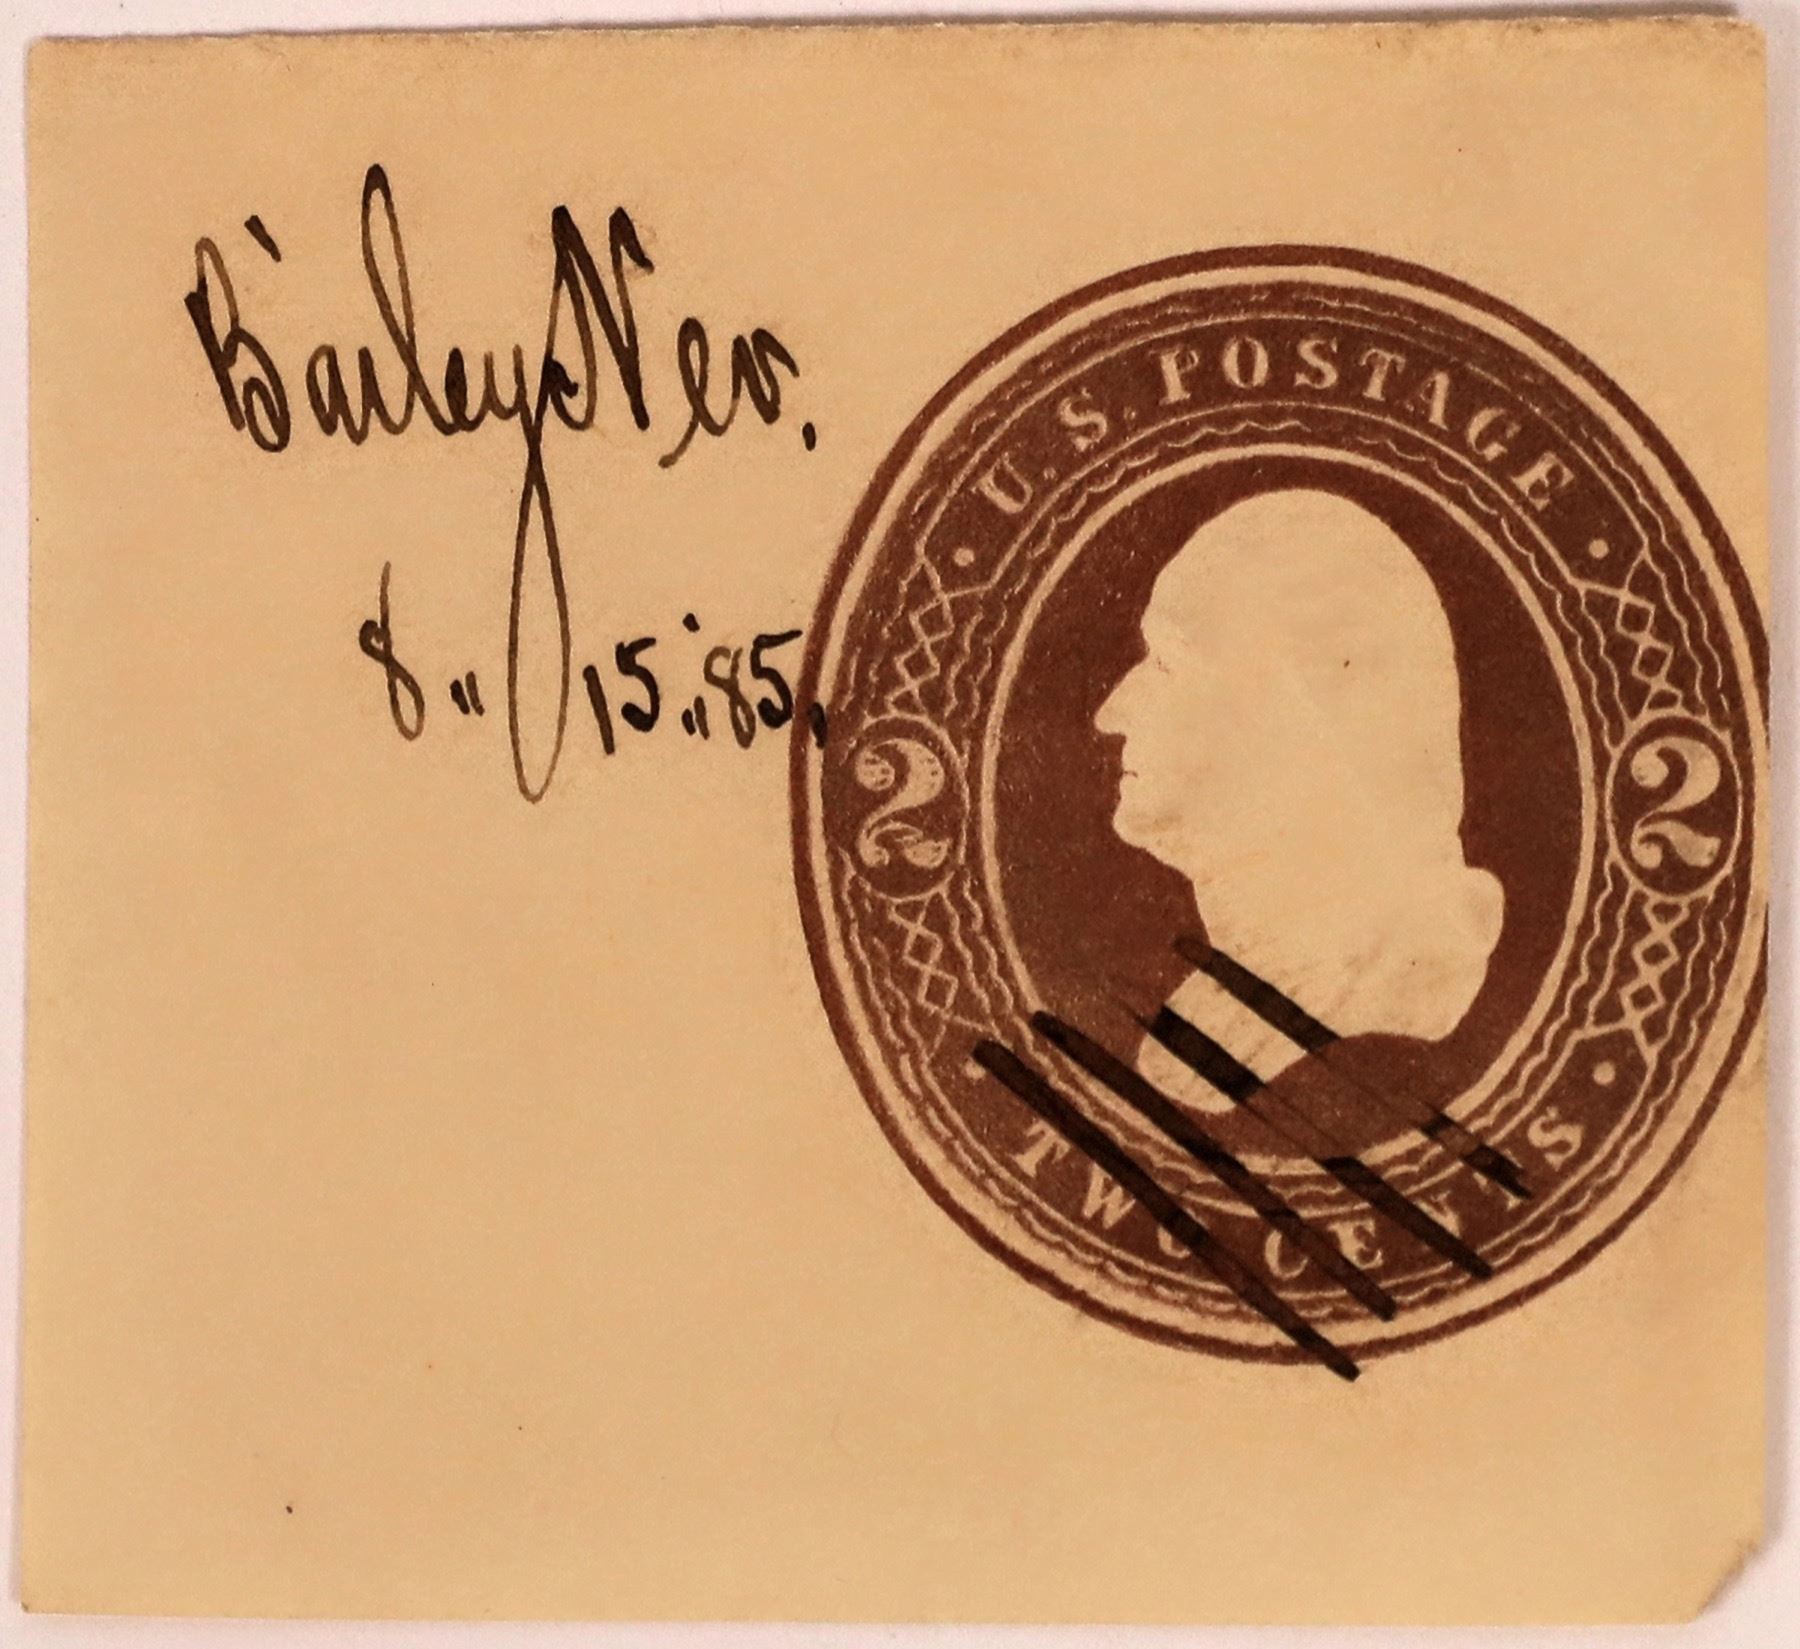 Bailey Nev.
8 " 15 " 85.
· U.S. POSTAGE ·
2 2
· TWO CENTS ·